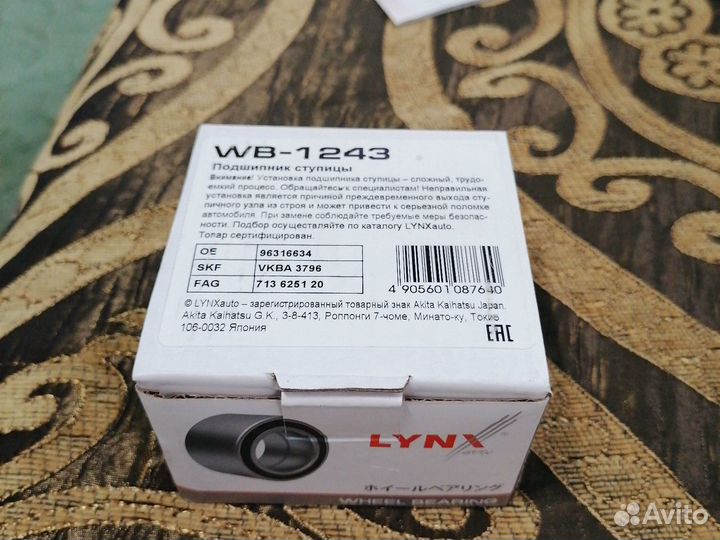 WB-1243
Подшипник ступицы
Внимание! Установка подшипника ступицы – сложный, трудо-
емкий процесс. Обращайтесь к специалистам! Неправильная
установка является причиной преждевременного выхода сту-
пичного узла из строя и может привести к серьезной поломке
автомобиля. При замене соблюдайте требуемые меры безопас-
ности. Подбор осуществляйте по каталогу LYNXauto.
Товар сертифицирован.
OE 96316634
SKF VKBA 3796
FAG 713 6251 20
4 905601 087640
© LYNXauto – зарегистрированный товарный знак Akita Kaihatsu Japan.
Akita Kaihatsu G.K., 3-8-413, Роппонги 7-чоме, Минато-ку, Токио
106-0032 Япония
EAC
LYNX®
auto
ホイールベアリング
WHEEL BEARING
Avito